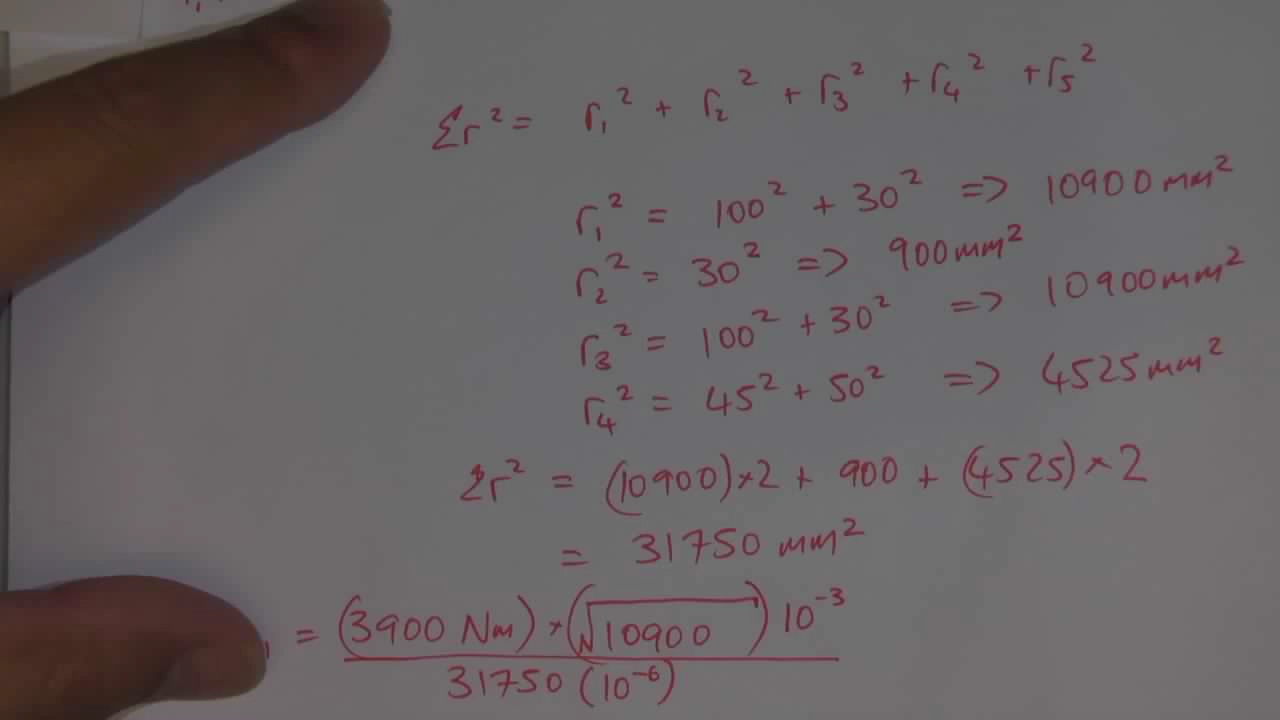 Σr² = r₁² + r₂² + r₃² + r₄² + r₅²
r₁² = 100² + 30² => 10900 mm²
r₂² = 30² => 900 mm²
r₃² = 100² + 30² => 10900 mm²
r₄² = 45² + 50² => 4525 mm²
Σr² = (10900)×2 + 900 + (4525)×2
= 31750 mm²
= (3900 Nm) × (√10900) 10⁻³
31750 (10⁻⁶)